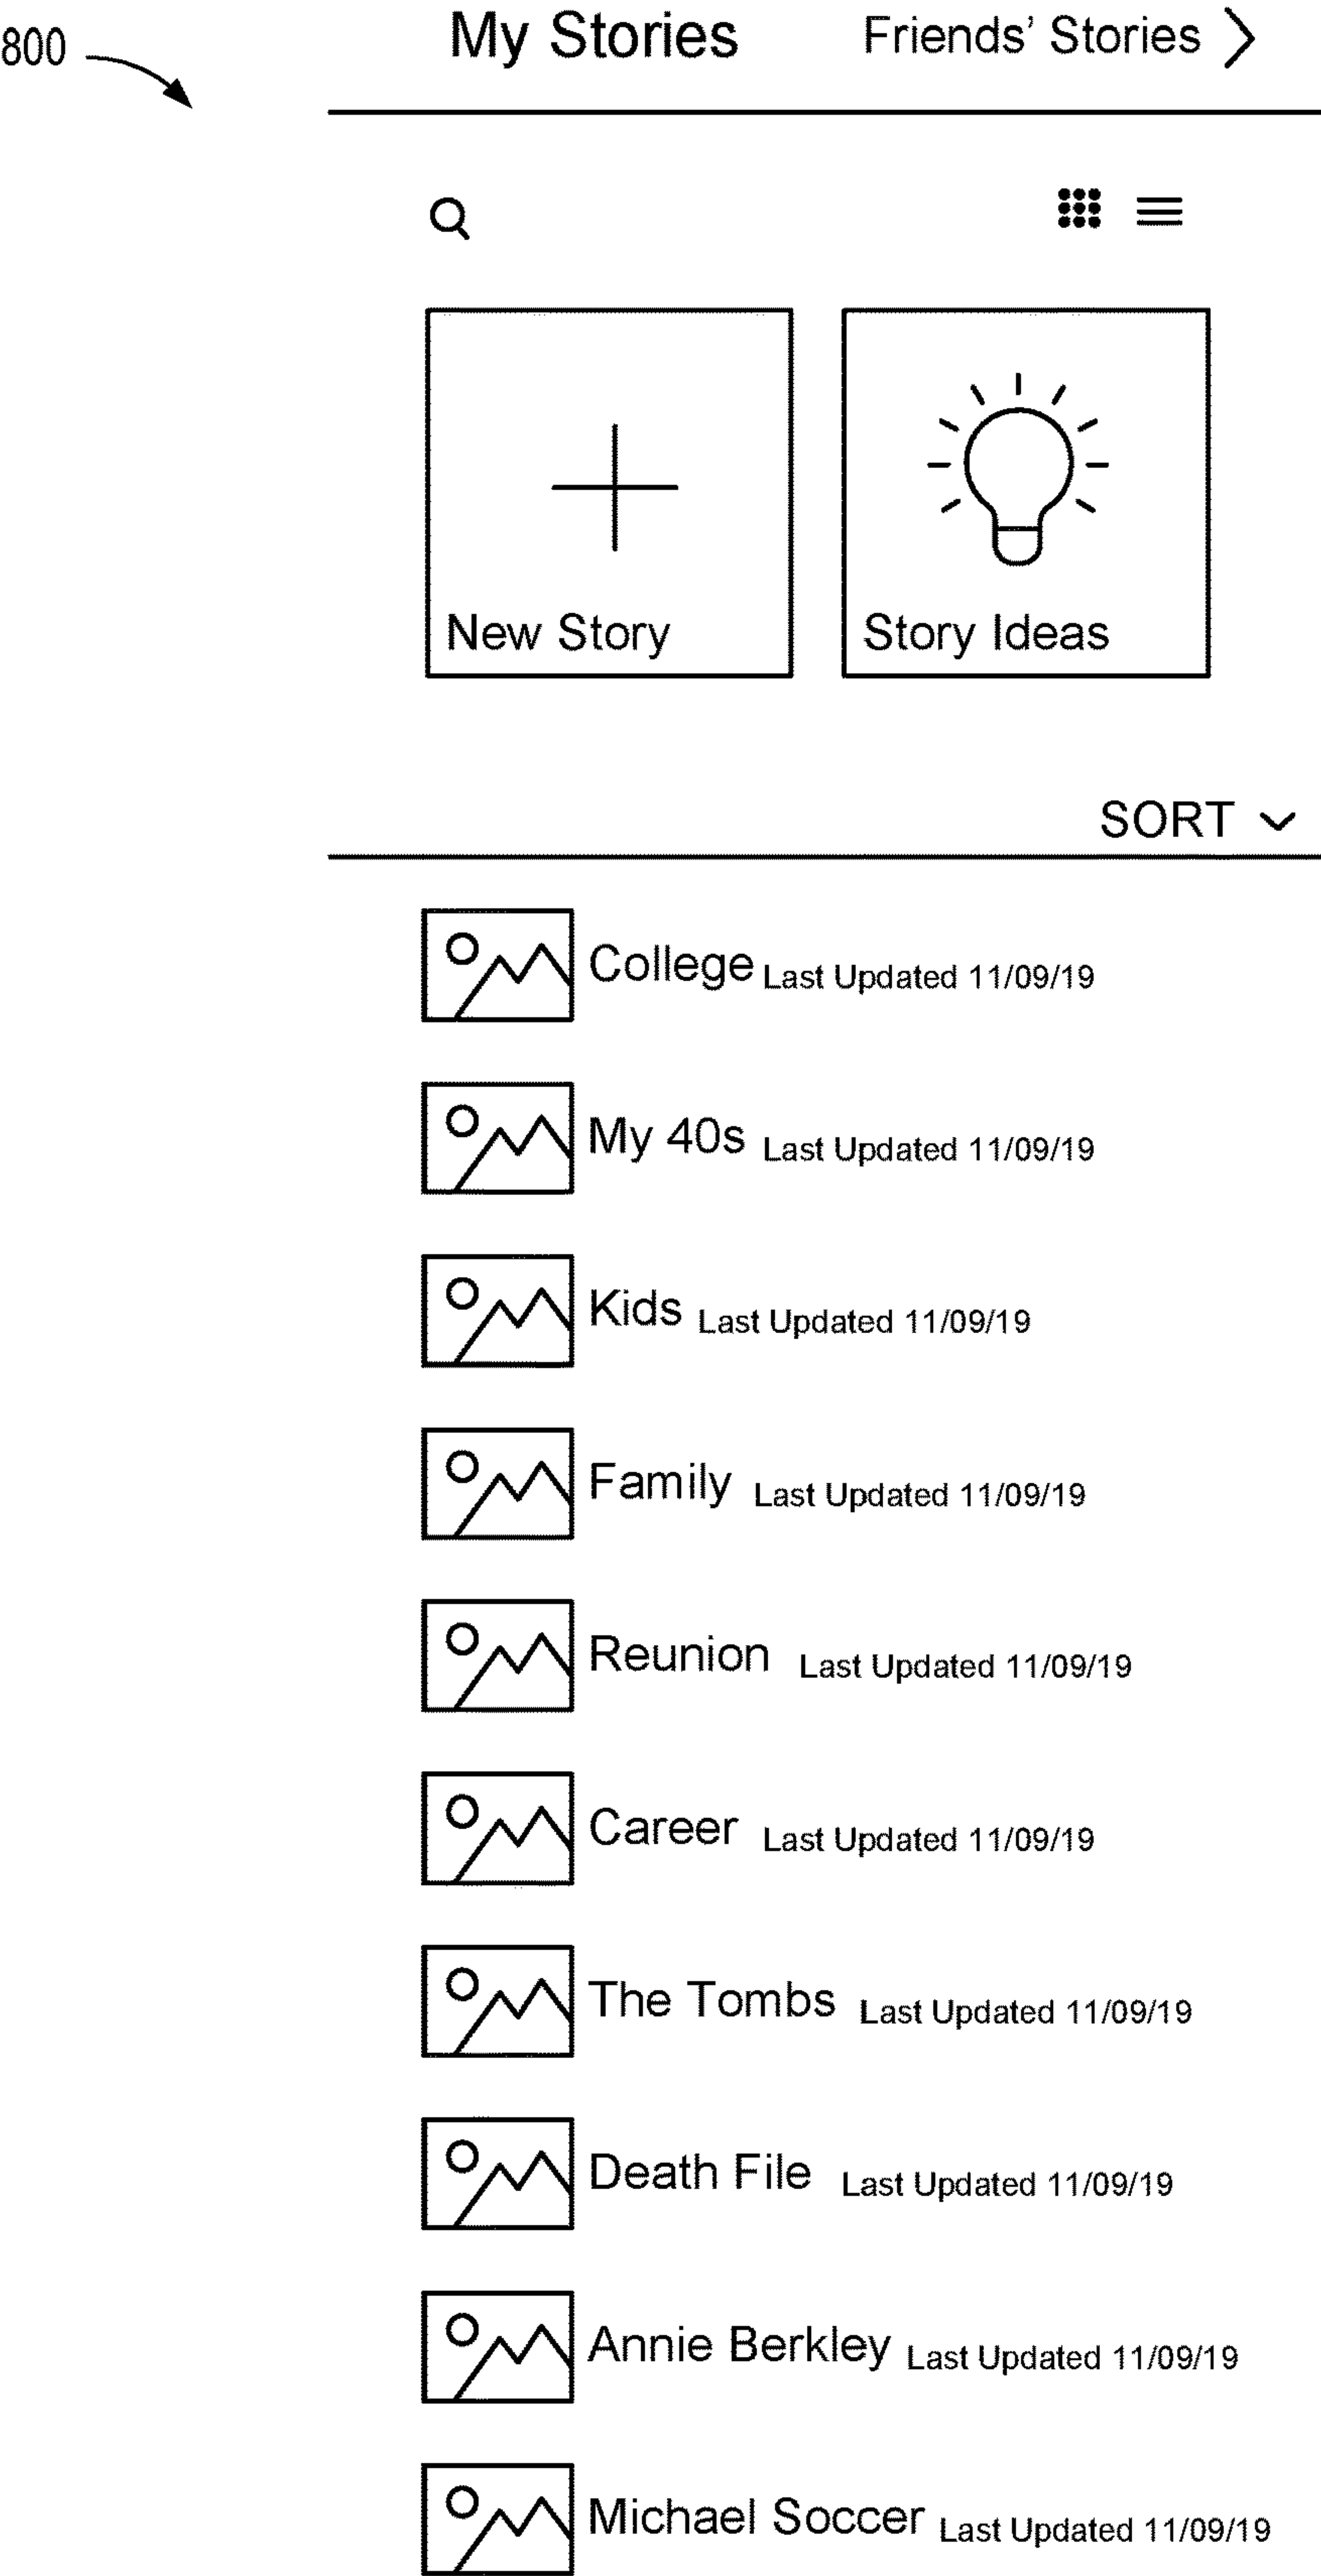 800
My Stories Friends’ Stories
New Story Story Ideas
SORT
College Last Updated 11/09/19
My 40s Last Updated 11/09/19
Kids Last Updated 11/09/19
Family Last Updated 11/09/19
Reunion Last Updated 11/09/19
Career Last Updated 11/09/19
The Tombs Last Updated 11/09/19
Death File Last Updated 11/09/19
Annie Berkley Last Updated 11/09/19
Michael Soccer Last Updated 11/09/19